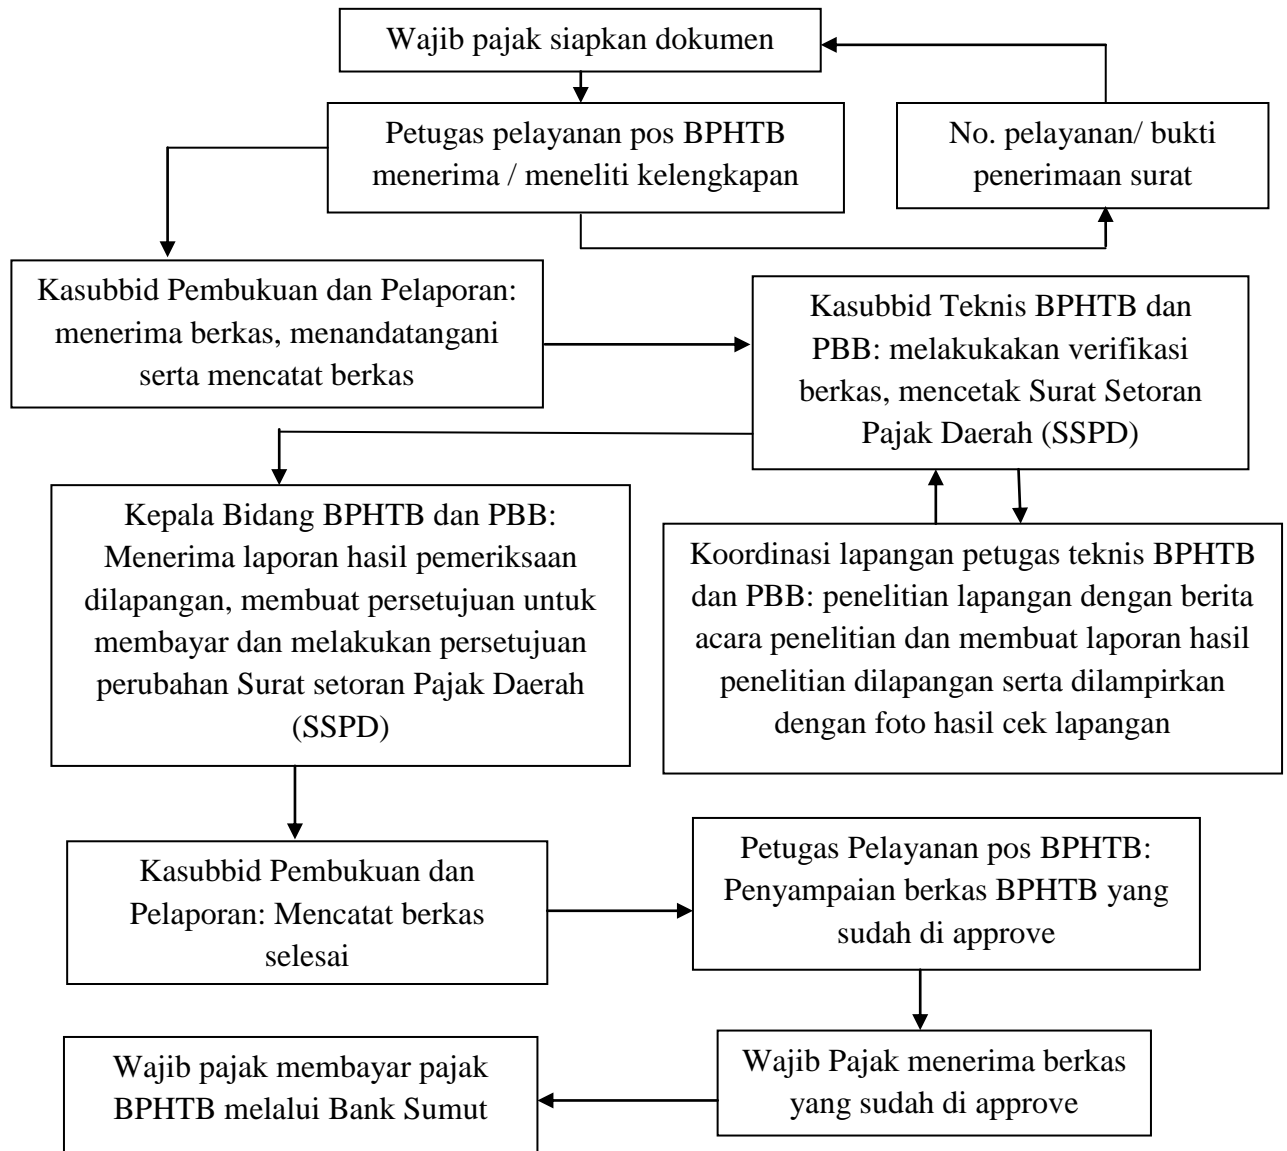 Wajib pajak siapkan dokumen
Petugas pelayanan pos BPHTB
menerima / meneliti kelengkapan
No. pelayanan/ bukti
penerimaan surat
Kasubbid Pembukuan dan Pelaporan:
menerima berkas, menandatangani
serta mencatat berkas
Kasubbid Teknis BPHTB dan
PBB: melakukakan verifikasi
berkas, mencetak Surat Setoran
Pajak Daerah (SSPD)
Kepala Bidang BPHTB dan PBB:
Menerima laporan hasil pemeriksaan
dilapangan, membuat persetujuan untuk
membayar dan melakukan persetujuan
perubahan Surat setoran Pajak Daerah
(SSPD)
Koordinasi lapangan petugas teknis BPHTB
dan PBB: penelitian lapangan dengan berita
acara penelitian dan membuat laporan hasil
penelitian dilapangan serta dilampirkan
dengan foto hasil cek lapangan
Kasubbid Pembukuan dan
Pelaporan: Mencatat berkas
selesai
Petugas Pelayanan pos BPHTB:
Penyampaian berkas BPHTB yang
sudah di approve
Wajib Pajak menerima berkas
yang sudah di approve
Wajib pajak membayar pajak
BPHTB melalui Bank Sumut